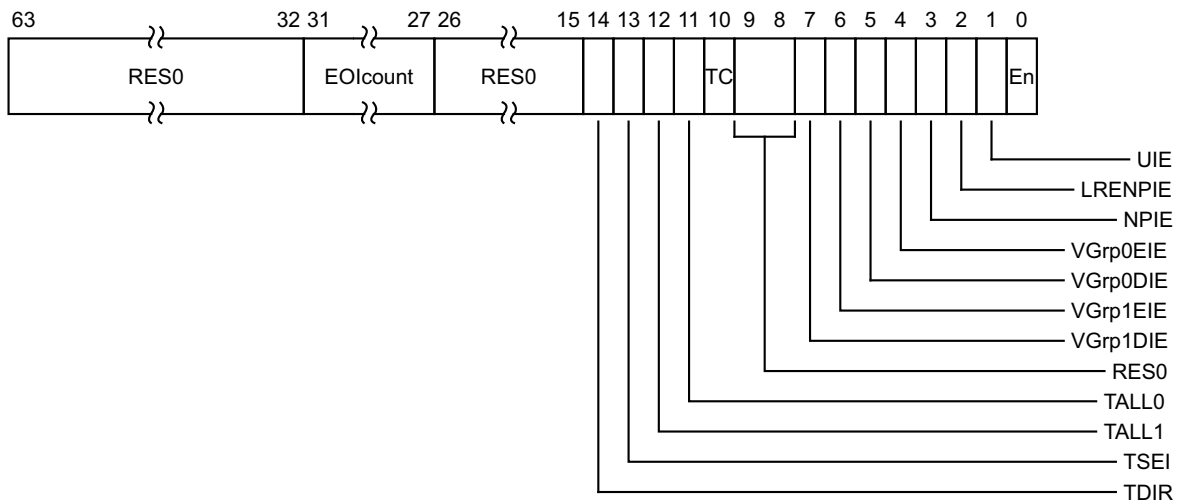 63 32 31 27 26 15 14 13 12 11 10 9 8 7 6 5 4 3 2 1 0
RES0 EOIcount RES0 TC En
UIE
LRENPIE
NPIE
VGrp0EIE
VGrp0DIE
VGrp1EIE
VGrp1DIE
RES0
TALL0
TALL1
TSEI
TDIR